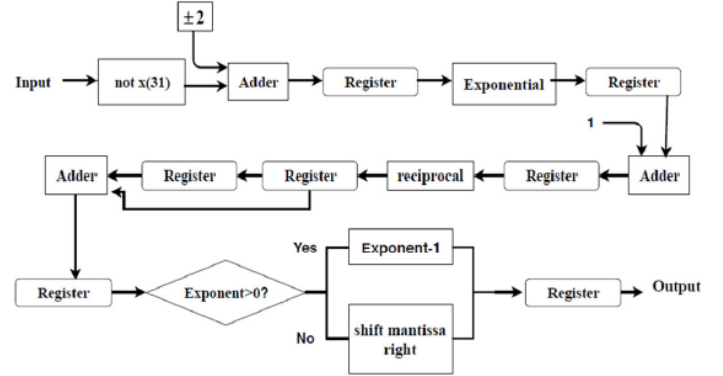 ±2
Input
not x(31)
Adder
Register
Exponential
Register
1
Adder
Register
Register
reciprocal
Register
Adder
Register
Exponent>0?
Yes
Exponent-1
No
shift mantissa
right
Register
Output